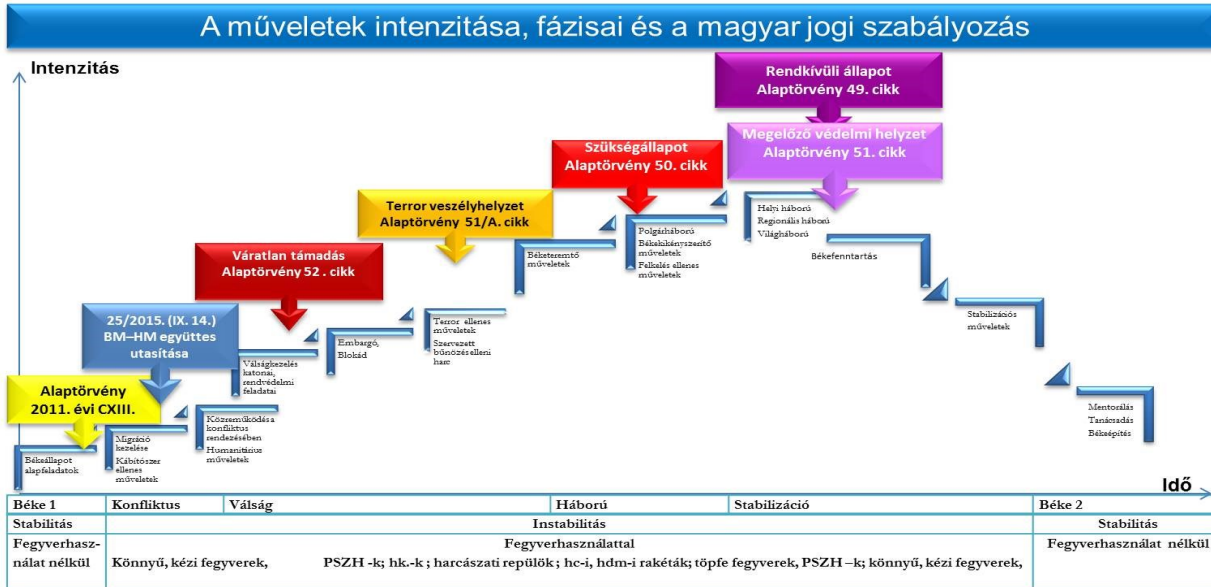 A műveletek intenzitása, fázisai és a magyar jogi szabályozás
Intenzitás
Rendkívüli állapot
Alaptörvény 49. cikk
Megelőző védelmi helyzet
Alaptörvény 51. cikk
Szükségállapot
Alaptörvény 50. cikk
Terror veszélyhelyzet
Alaptörvény 51/A. cikk
Váratlan támadás
Alaptörvény 52 . cikk
25/2015. (IX. 14.)
BM–HM együttes
utasítása
Alaptörvény
2011. évi CXIII.
Békeállapot
alapfeladatok
Migráció
kezelése
Kábítószer
ellenes
műveletek
Közreműködés a
konfliktus
rendezésében
Humanitárius
műveletek
Válságkezelés
katonai,
rendvédelmi
feladatai
Embargó,
Blokád
Terror ellenes
műveletek
Szervezett
bűnözés elleni
harc
Béketeremtő
műveletek
Polgárháború
Békekikényszerítő
műveletek
Felkelés ellenes
műveletek
Helyi háború
Regionális háború
Világháború
Békefenntartás
Stabilizációs
műveletek
Mentorálás
Tanácsadás
Béképítés
Idő
Béke 1 Konfliktus Válság Háború Stabilizáció Béke 2
Stabilitás Instabilitás Stabilitás
Fegyverhasz-
nálat nélkül
Fegyverhasználattal
Könnyű, kézi fegyverek, PSZH -k; hk.-k ; harcászati repülök ; hc-i, hdm-i rakéták; töpfe fegyverek, PSZH –k; könnyű, kézi fegyverek,
Fegyverhasználat nélkül